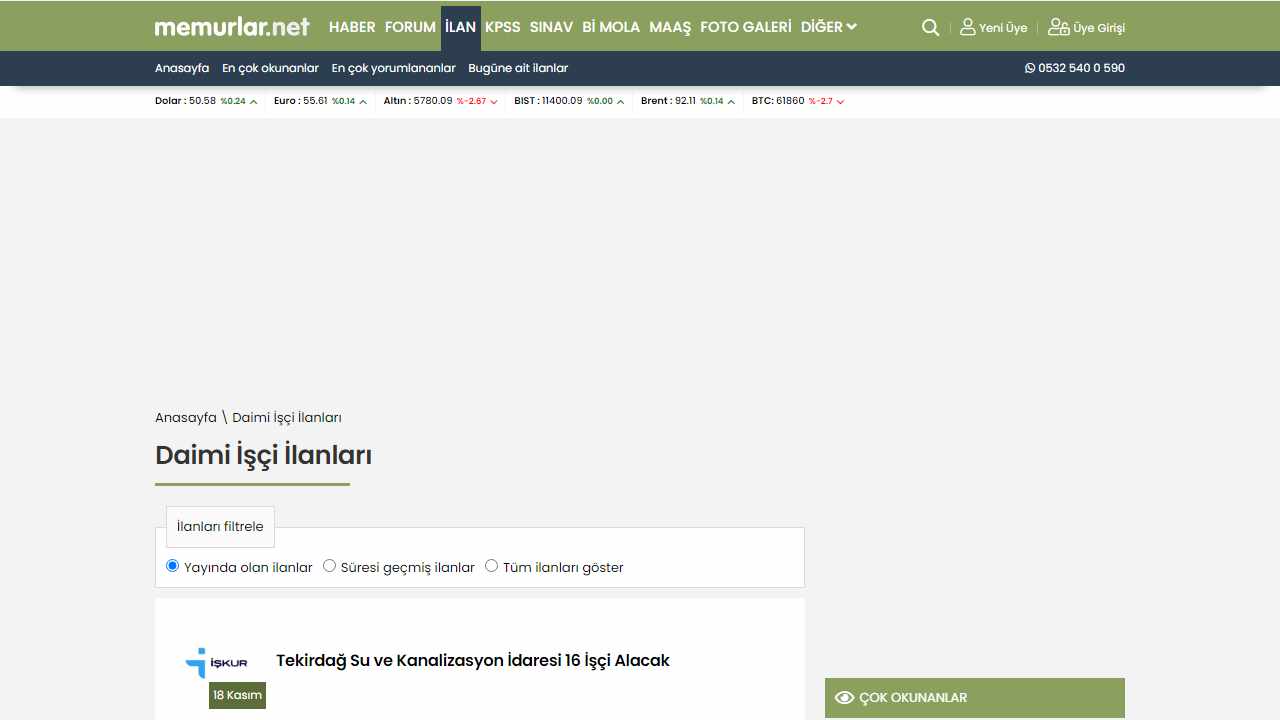 memurlar.net HABER FORUM İLAN KPSS SINAV Bİ MOLA MAAŞ FOTO GALERİ DİĞER Yeni Üye Üye Girişi
Anasayfa En çok okunanlar En çok yorumlananlar Bugüne ait ilanlar 0532 540 0 590
Dolar : 50.58 %0.24 Euro : 55.61 %0.14 Altın : 5780.09 %-2.67 BIST : 11400.09 %0.00 Brent : 92.11 %0.14 BTC: 61860 %-2.7
Anasayfa \ Daimi İşçi İlanları
Daimi İşçi İlanları
İlanları filtrele
Yayında olan ilanlar Süresi geçmiş ilanlar Tüm ilanları göster
İŞKUR
Tekirdağ Su ve Kanalizasyon İdaresi 16 İşçi Alacak
18 Kasım
ÇOK OKUNANLAR